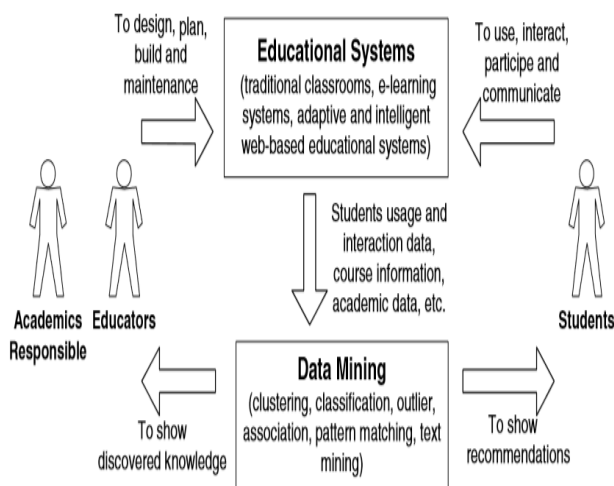 To design, plan,
build and
maintenance
Educational Systems
(traditional classrooms, e-learning
systems, adaptive and intelligent
web-based educational systems)
To use, interact,
participe and
communicate
Students usage and
interaction data,
course information,
academic data, etc.
Academics
Responsible
Educators
Students
Data Mining
(clustering, classification, outlier,
association, pattern matching, text
mining)
To show
discovered knowledge
To show
recommendations